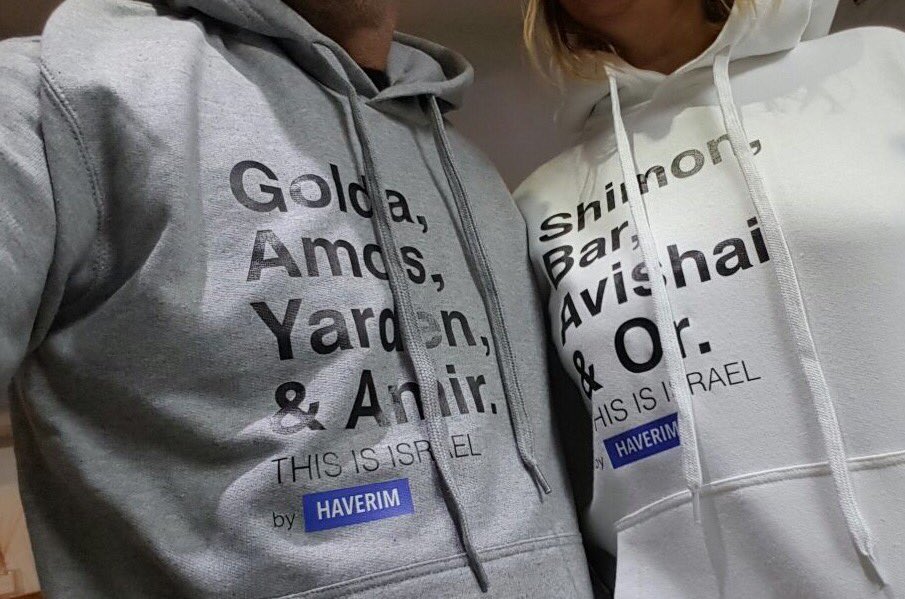 Golda,
Amos,
Yarden,
& Amir.
THIS IS ISRAEL
by HAVERIM
Shimon,
Bar,
Avishai
& Or.
THIS IS ISRAEL
by HAVERIM